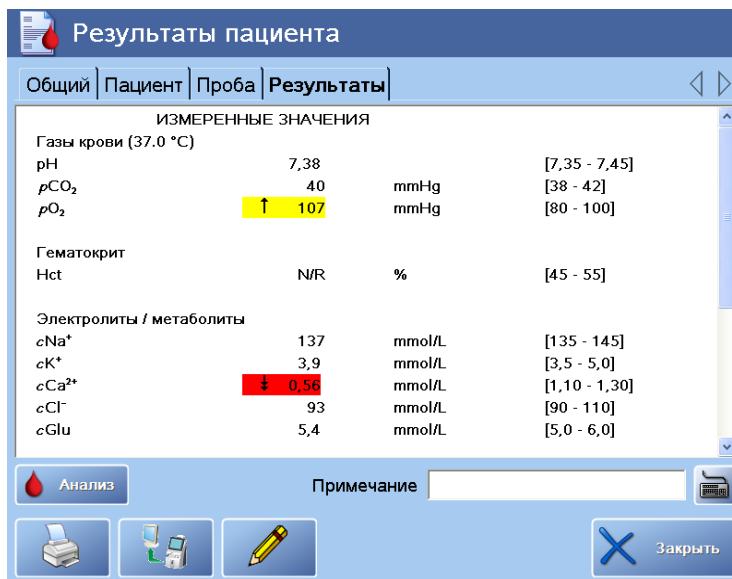 Результаты пациента
Общий Пациент Проба Результаты
ИЗМЕРЕННЫЕ ЗНАЧЕНИЯ
Газы крови (37.0 °C)
pH 7,38 [7,35 - 7,45]
pCO₂ 40 mmHg [38 - 42]
pO₂ ↑ 107 mmHg [80 - 100]
Гематокрит
Hct N/R % [45 - 55]
Электролиты / метаболиты
cNa⁺ 137 mmol/L [135 - 145]
cK⁺ 3,9 mmol/L [3,5 - 5,0]
cCa²⁺ ↡ 0,56 mmol/L [1,10 - 1,30]
cCl⁻ 93 mmol/L [90 - 110]
cGlu 5,4 mmol/L [5,0 - 6,0]
Анализ Примечание
Закрыть